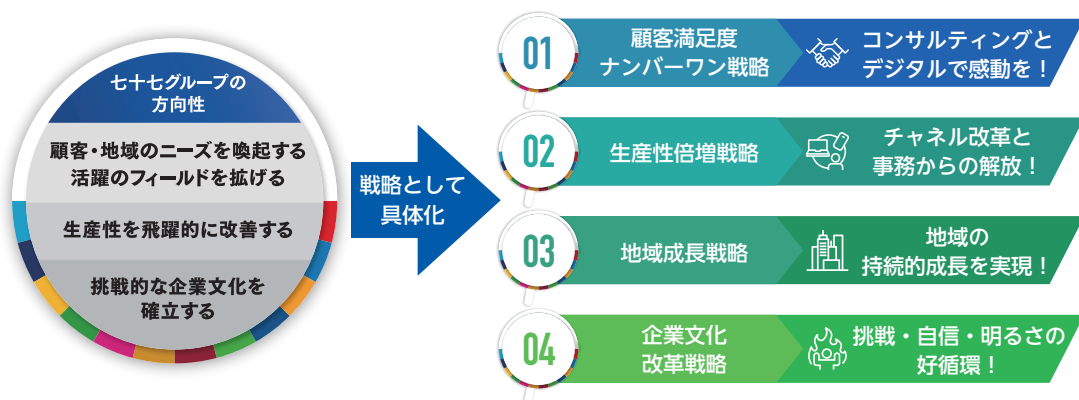 七十七グループの
方向性
顧客・地域のニーズを喚起する
活躍のフィールドを拡げる
生産性を飛躍的に改善する
挑戦的な企業文化を
確立する
戦略として
具体化
01
顧客満足度
ナンバーワン戦略
コンサルティングと
デジタルで感動を！
02
生産性倍増戦略
チャネル改革と
事務からの解放！
03
地域成長戦略
地域の
持続的成長を実現！
04
企業文化
改革戦略
挑戦・自信・明るさの
好循環！